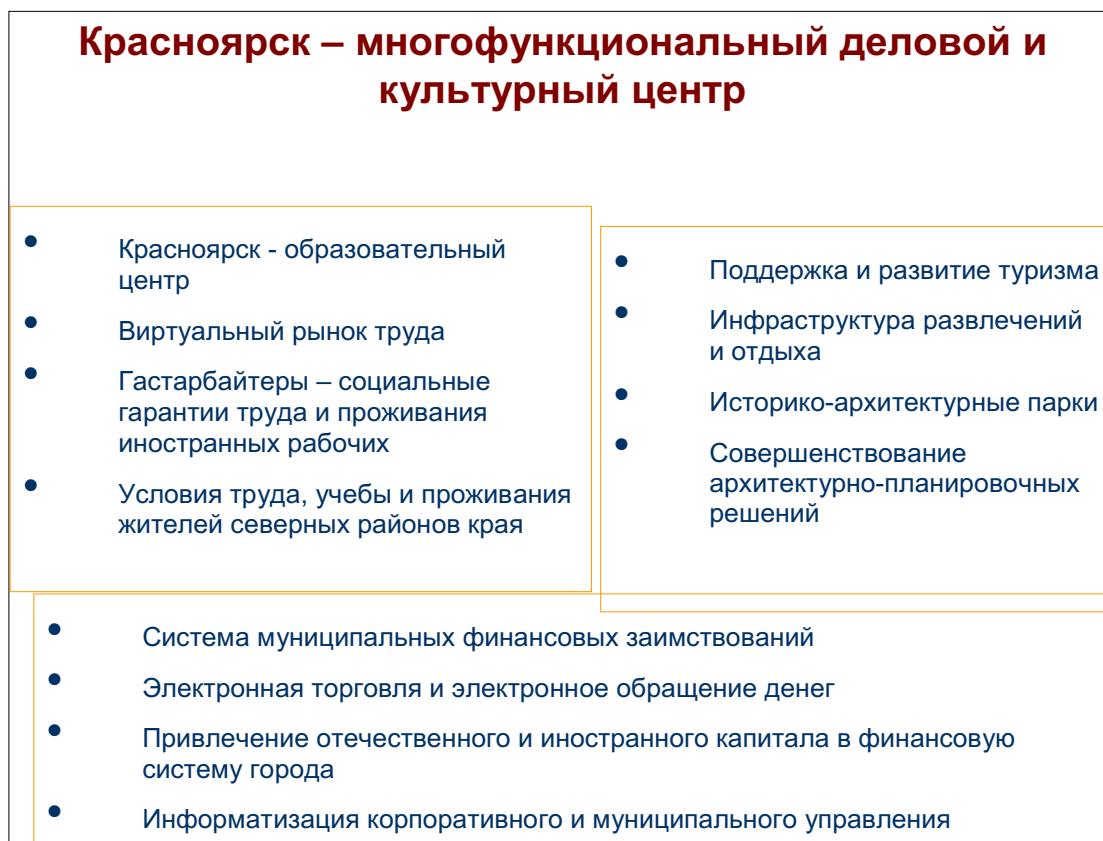 Красноярск – многофункциональный деловой и
культурный центр
• Красноярск - образовательный
центр
• Виртуальный рынок труда
• Гастарбайтеры – социальные
гарантии труда и проживания
иностранных рабочих
• Условия труда, учебы и проживания
жителей северных районов края
• Поддержка и развитие туризма
• Инфраструктура развлечений
и отдыха
• Историко-архитектурные парки
• Совершенствование
архитектурно-планировочных
решений
• Система муниципальных финансовых заимствований
• Электронная торговля и электронное обращение денег
• Привлечение отечественного и иностранного капитала в финансовую
систему города
• Информатизация корпоративного и муниципального управления